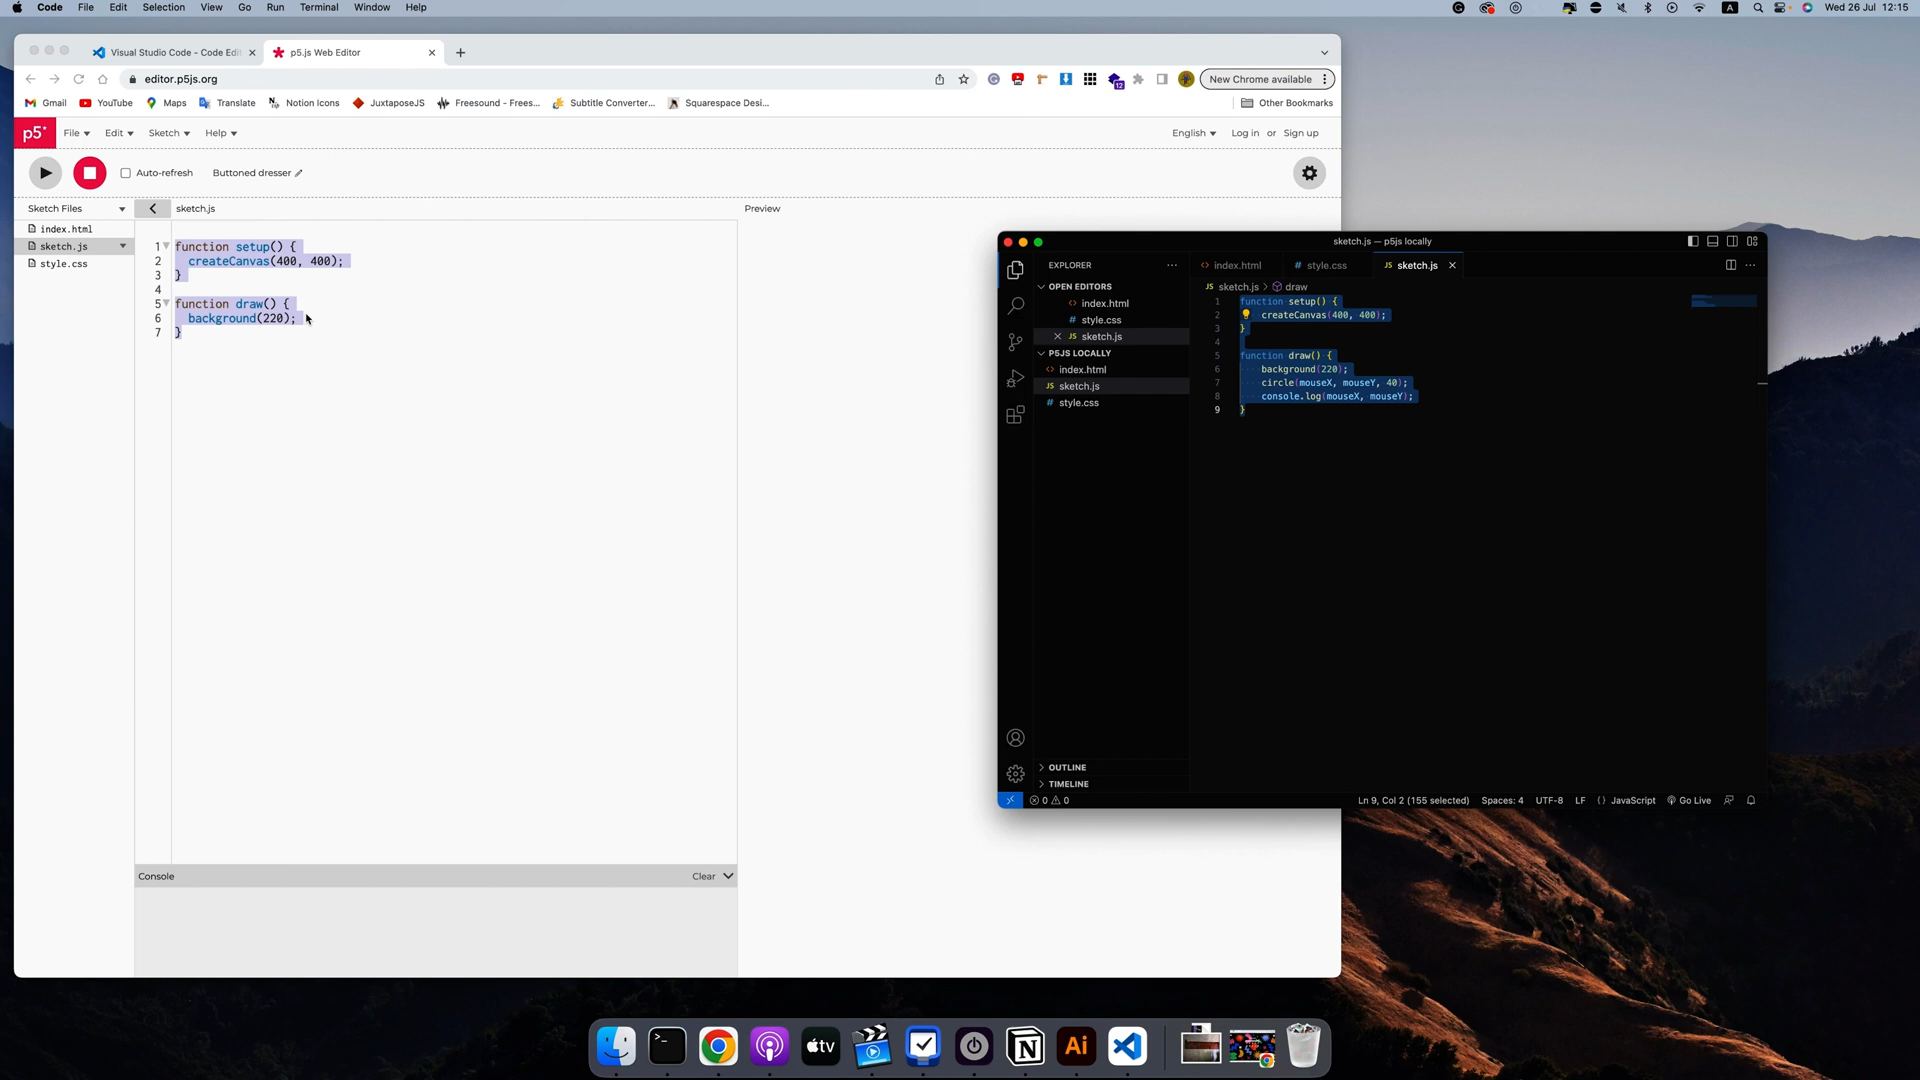 Code File Edit Selection View Go Run Terminal Window Help
A Wed 26 Jul 12:15
Visual Studio Code - Code Edit
p5.js Web Editor
editor.p5js.org
12
New Chrome available
Gmail YouTube Maps Translate Notion Icons JuxtaposeJS Freesound - Frees... Subtitle Converter... Squarespace Desi... Other Bookmarks
p5* File Edit Sketch Help English Log in or Sign up
Auto-refresh Buttoned dresser
Sketch Files sketch.js Preview
index.html
sketch.js
style.css
1 function setup() {
2 createCanvas(400, 400);
3 }
4
5 function draw() {
6 background(220);
7 }
Console Clear
sketch.js — p5js locally
EXPLORER ... index.html style.css JS sketch.js
OPEN EDITORS
<> index.html
# style.css
JS sketch.js
P5JS LOCALLY
<> index.html
JS sketch.js
# style.css
JS sketch.js > draw
1 function setup() {
2 createCanvas(400, 400);
3 }
4
5 function draw() {
6 background(220);
7 circle(mouseX, mouseY, 40);
8 console.log(mouseX, mouseY);
9 }
OUTLINE
TIMELINE
0 0 Ln 9, Col 2 (155 selected) Spaces: 4 UTF-8 LF JavaScript Go Live
>_ tv N Ai